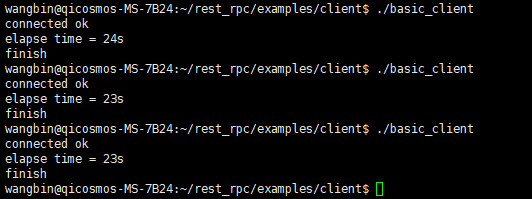 wangbin@qicosmos-MS-7B24:~/rest_rpc/examples/client$ ./basic_client
connected ok
elapse time = 24s
finish
wangbin@qicosmos-MS-7B24:~/rest_rpc/examples/client$ ./basic_client
connected ok
elapse time = 23s
finish
wangbin@qicosmos-MS-7B24:~/rest_rpc/examples/client$ ./basic_client
connected ok
elapse time = 23s
finish
wangbin@qicosmos-MS-7B24:~/rest_rpc/examples/client$